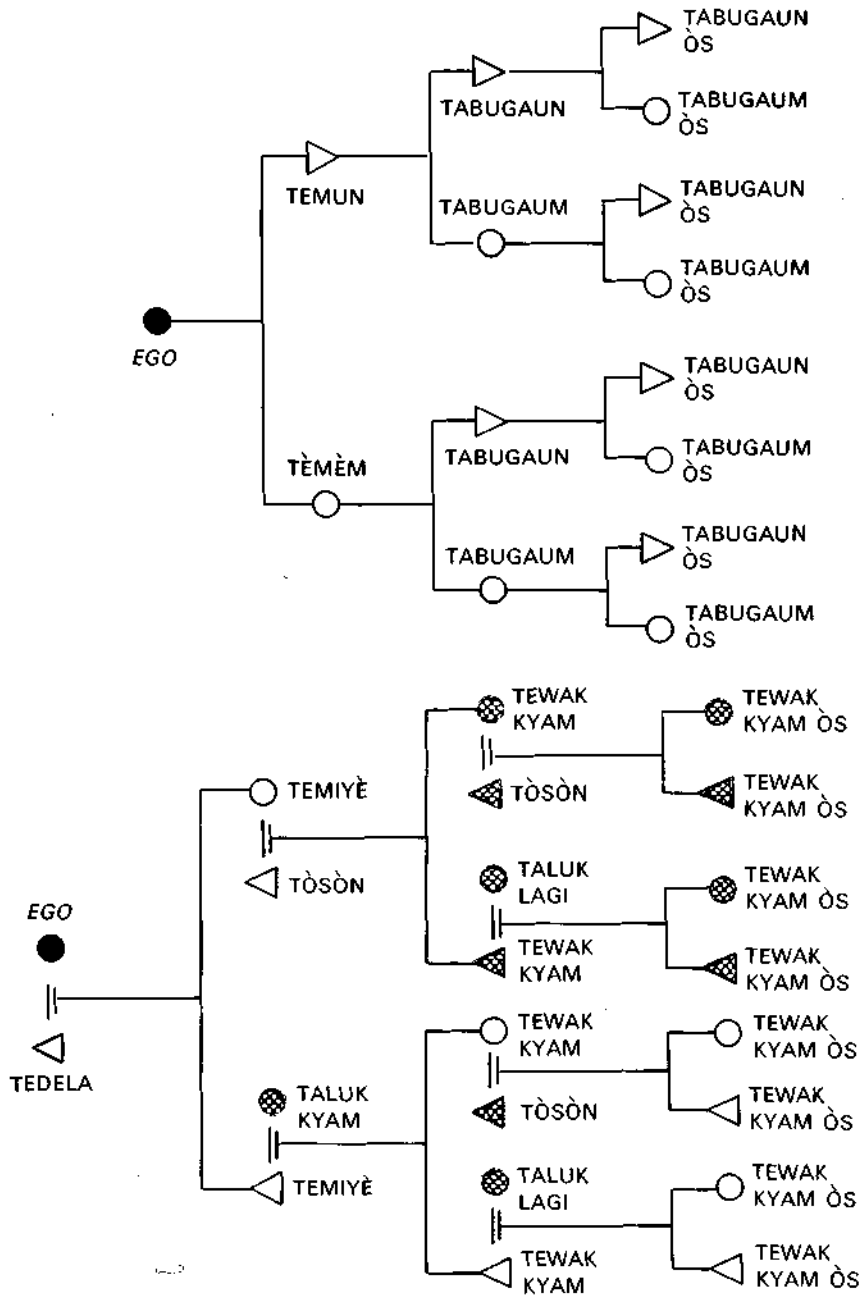 TABUGAUN
ÒS
TABUGAUN
TABUGAUM
ÒS
TEMUN
TABUGAUM
TABUGAUN
ÒS
TABUGAUM
ÒS
EGO
TABUGAUN
ÒS
TÈMÈM
TABUGAUN
TABUGAUM
ÒS
TABUGAUM
TABUGAUN
ÒS
TABUGAUM
ÒS
TEWAK
KYAM
TEWAK
KYAM ÒS
TEMIYÈ
TÒSÒN
TEWAK
KYAM ÒS
TÒSÒN
TALUK
LAGI
TEWAK
KYAM ÒS
EGO
TEWAK
KYAM
TEWAK
KYAM ÒS
TEDELA
TALUK
KYAM
TEWAK
KYAM
TEWAK
KYAM ÒS
TÒSÒN
TEWAK
KYAM ÒS
TEMIYÈ
TALUK
LAGI
TEWAK
KYAM ÒS
TEWAK
KYAM
TEWAK
KYAM ÒS